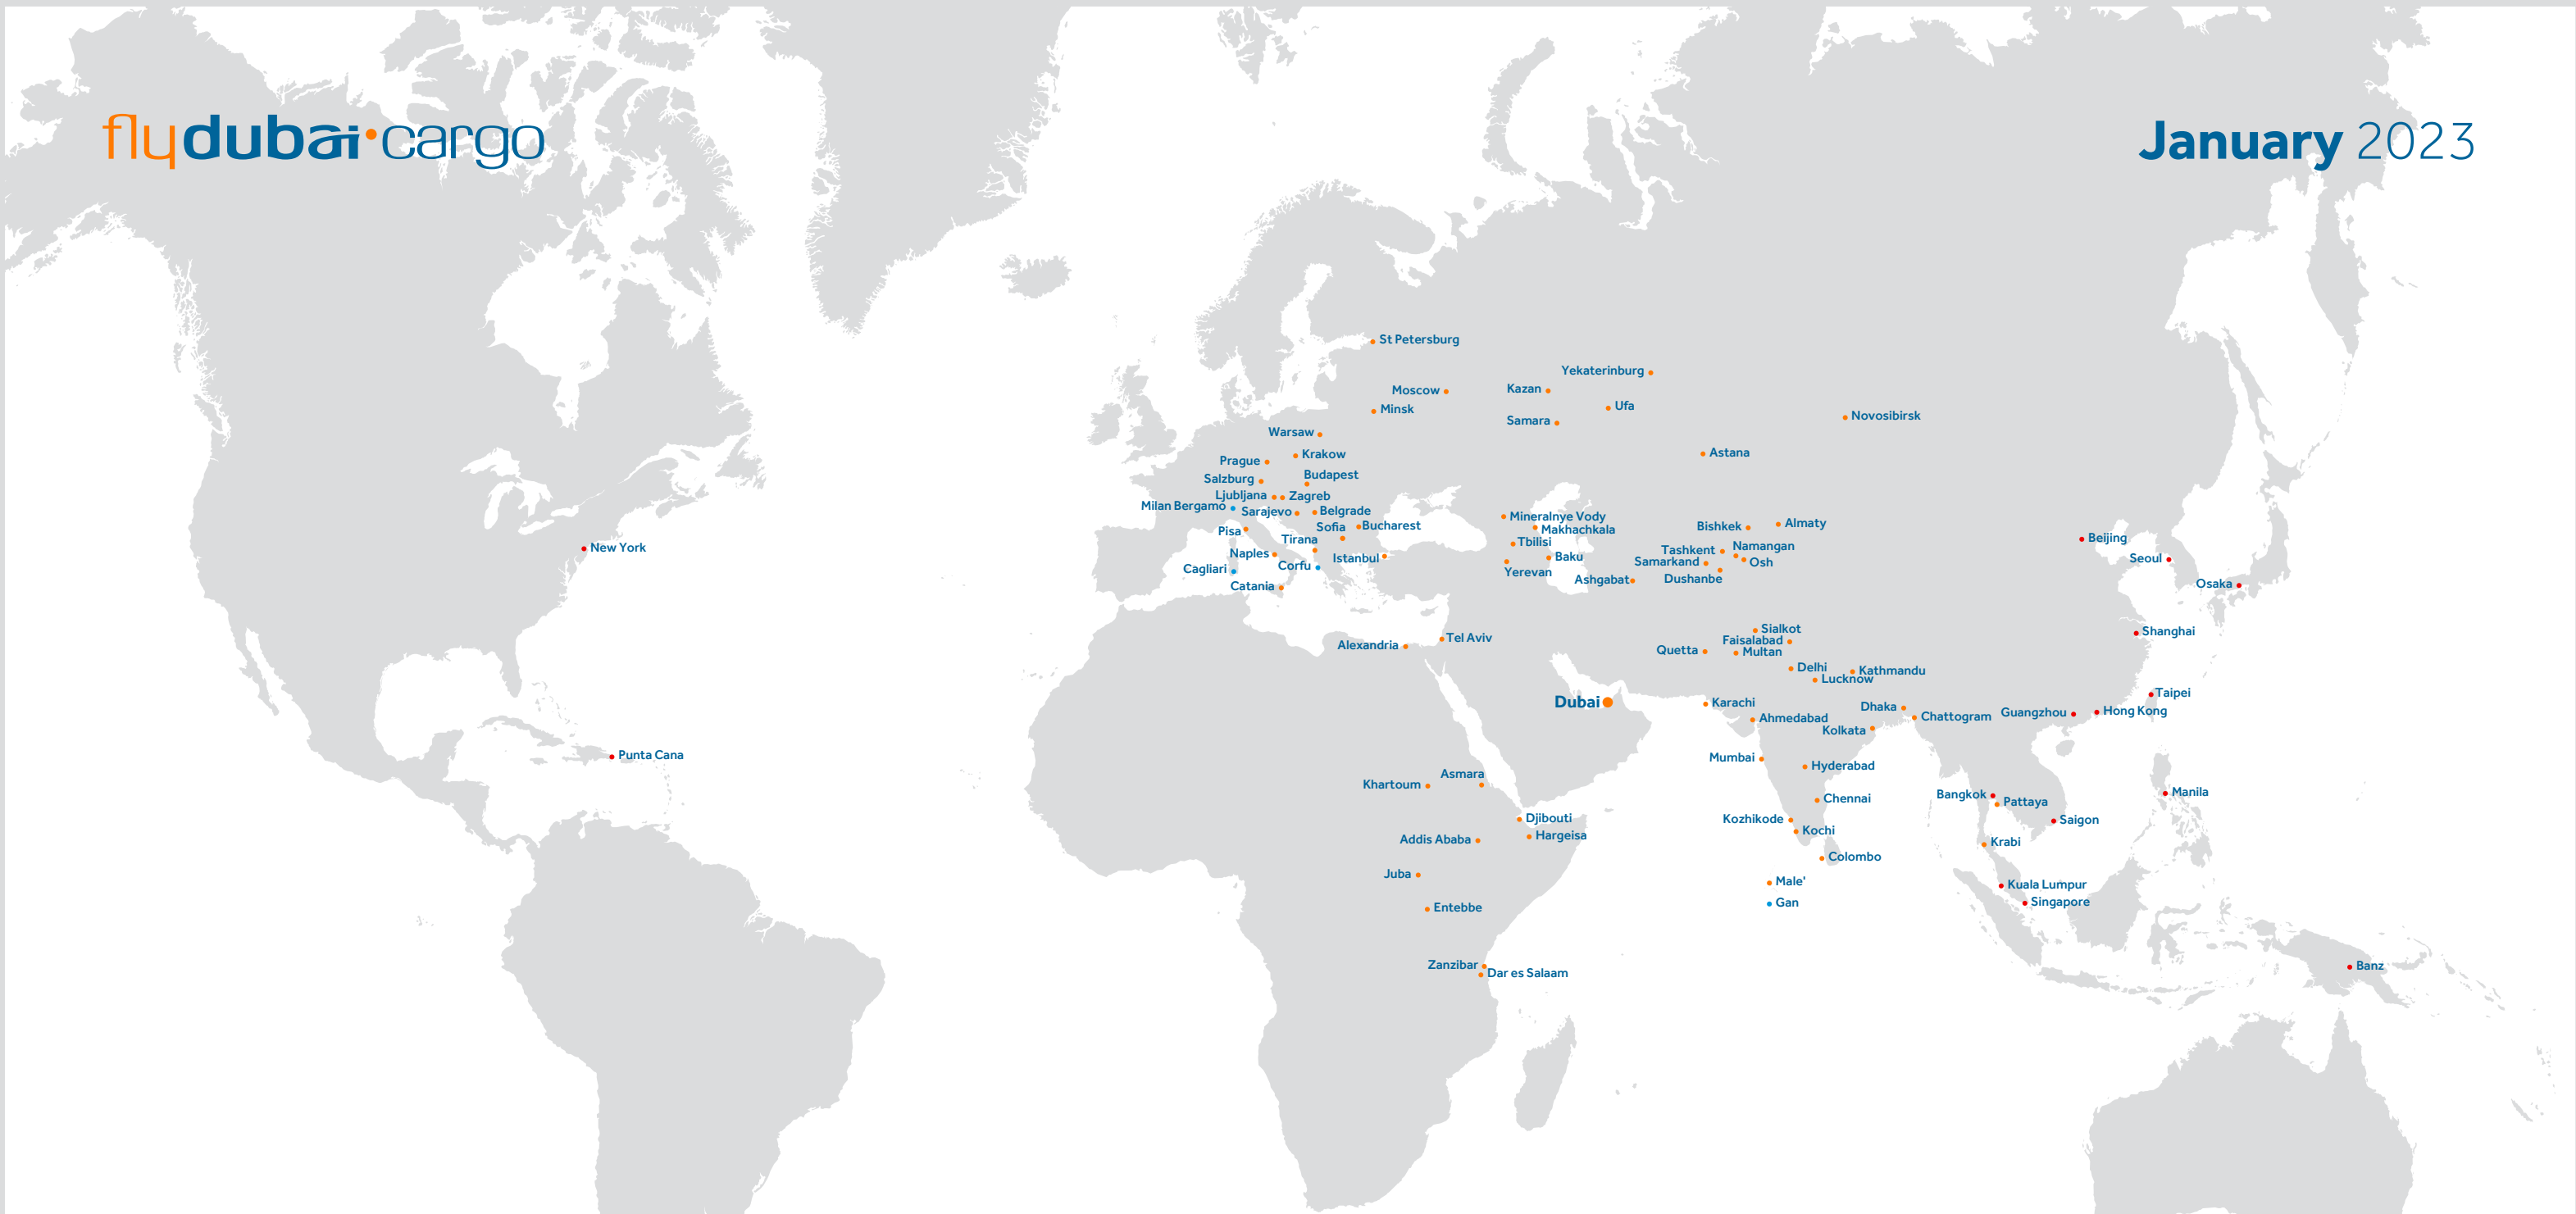 flydubai·cargo
January 2023
St Petersburg
Yekaterinburg
Moscow
Kazan
Minsk
Ufa
Samara
Novosibirsk
Warsaw
Krakow
Astana
Prague
Budapest
Salzburg
Ljubljana
Zagreb
Milan Bergamo
Sarajevo
Belgrade
Mineralnye Vody
Pisa
Sofia
Bucharest
Makhachkala
Bishkek
Almaty
Tirana
Tbilisi
Tashkent
Namangan
Beijing
New York
Naples
Istanbul
Baku
Samarkand
Osh
Seoul
Cagliari
Corfu
Yerevan
Ashgabat
Dushanbe
Catania
Osaka
Sialkot
Shanghai
Alexandria
Tel Aviv
Faisalabad
Quetta
Multan
Delhi
Kathmandu
Lucknow
Taipei
Dubai
Karachi
Dhaka
Ahmedabad
Chattogram
Guangzhou
Hong Kong
Kolkata
Punta Cana
Mumbai
Hyderabad
Asmara
Khartoum
Chennai
Bangkok
Pattaya
Manila
Djibouti
Kozhikode
Saigon
Hargeisa
Kochi
Addis Ababa
Krabi
Colombo
Juba
Male'
Kuala Lumpur
Gan
Singapore
Entebbe
Zanzibar
Dar es Salaam
Banz